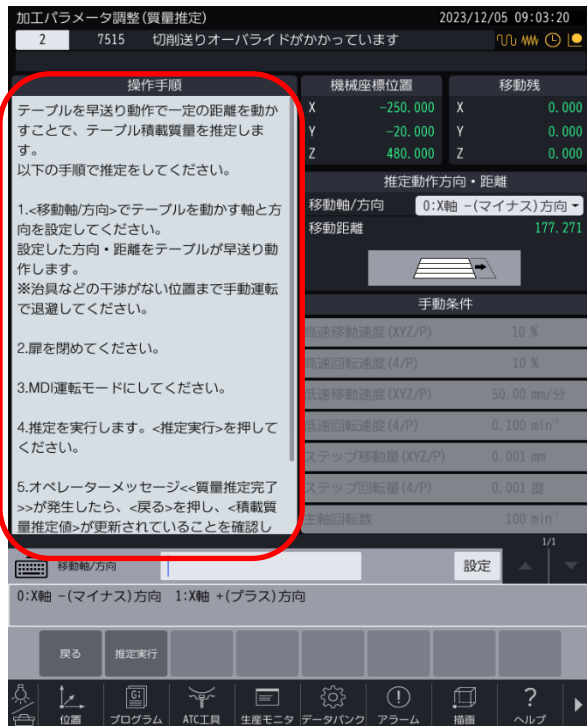 加工パラメータ調整(質量推定)
2023/12/05 09:03:20
2 7515 切削送りオーバライドがかかっています
操作手順
テーブルを早送り動作で一定の距離を動か
すことで、テーブル積載質量を推定しま
す。
以下の手順で推定をしてください。
1.<移動軸/方向>でテーブルを動かす軸と方
向を設定してください。
設定した方向・距離をテーブルが早送り動
作します。
※治具などの干渉がない位置まで手動運転
で退避してください。
2.扉を閉めてください。
3.MDI運転モードにしてください。
4.推定を実行します。<推定実行>を押して
ください。
5.オペレーターメッセージ<<質量推定完了
>>が発生したら、<戻る>を押し、<積載質
量推定値>が更新されていることを確認し
機械座標位置
X -250.000
Y -20.000
Z 480.000
移動残
X 0.000
Y 0.000
Z 0.000
推定動作方向・距離
移動軸/方向 0:X軸 -(マイナス)方向
移動距離 177.271
手動条件
高速移動速度(XYZ/P) 10 %
高速回転速度(4/P) 10 %
低速移動速度(XYZ/P) 50.00 mm/分
低速回転速度(4/P) 0.100 min⁻¹
ステップ移動量(XYZ/P) 0.001 mm
ステップ回転量(4/P) 0.001 度
主軸回転数 100 min⁻¹
1/1
移動軸/方向
設定
0:X軸 -(マイナス)方向 1:X軸 +(プラス)方向
戻る 推定実行
位置 プログラム ATC工具 生産モニタ データバンク アラーム 描画 ヘルプ